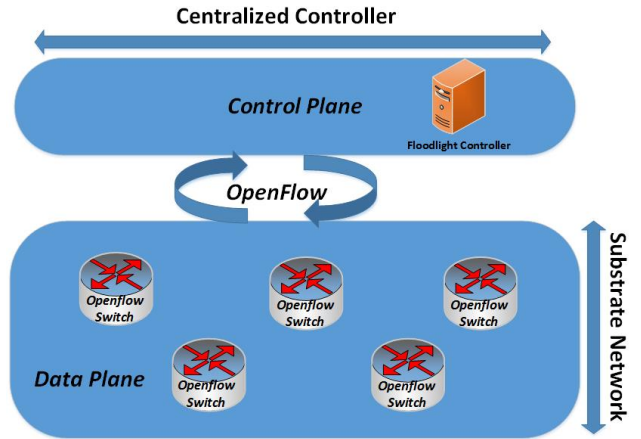 Centralized Controller
Control Plane
Floodlight Controller
OpenFlow
Substrate Network
Openflow
Switch
Openflow
Switch
Openflow
Switch
Data Plane
Openflow
Switch
Openflow
Switch